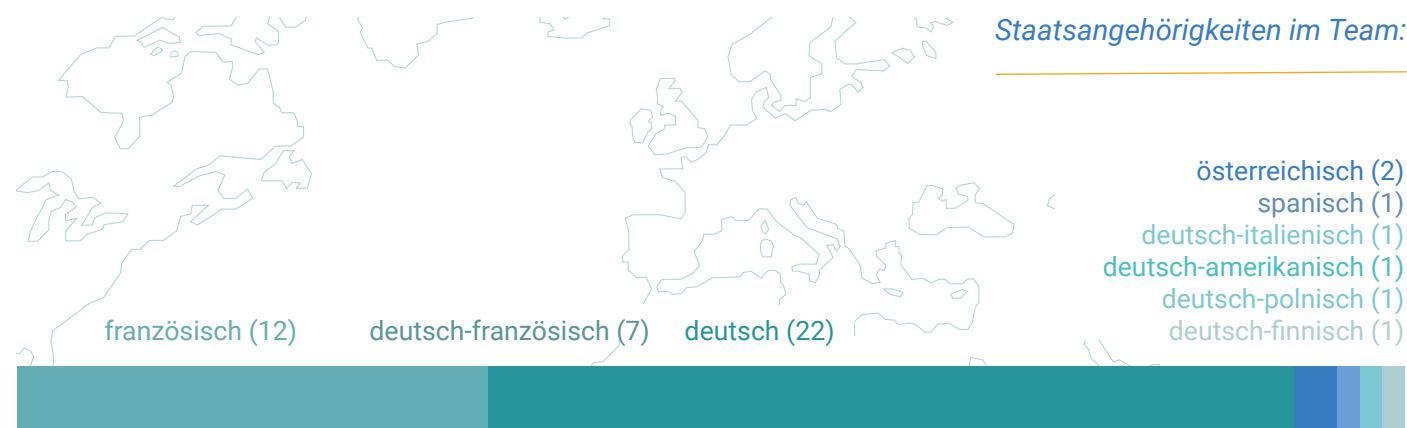 Staatsangehörigkeiten im Team:
österreichisch (2)
spanisch (1)
deutsch-italienisch (1)
deutsch-amerikanisch (1)
deutsch-polnisch (1)
deutsch-finnisch (1)
französisch (12)
deutsch-französisch (7)
deutsch (22)